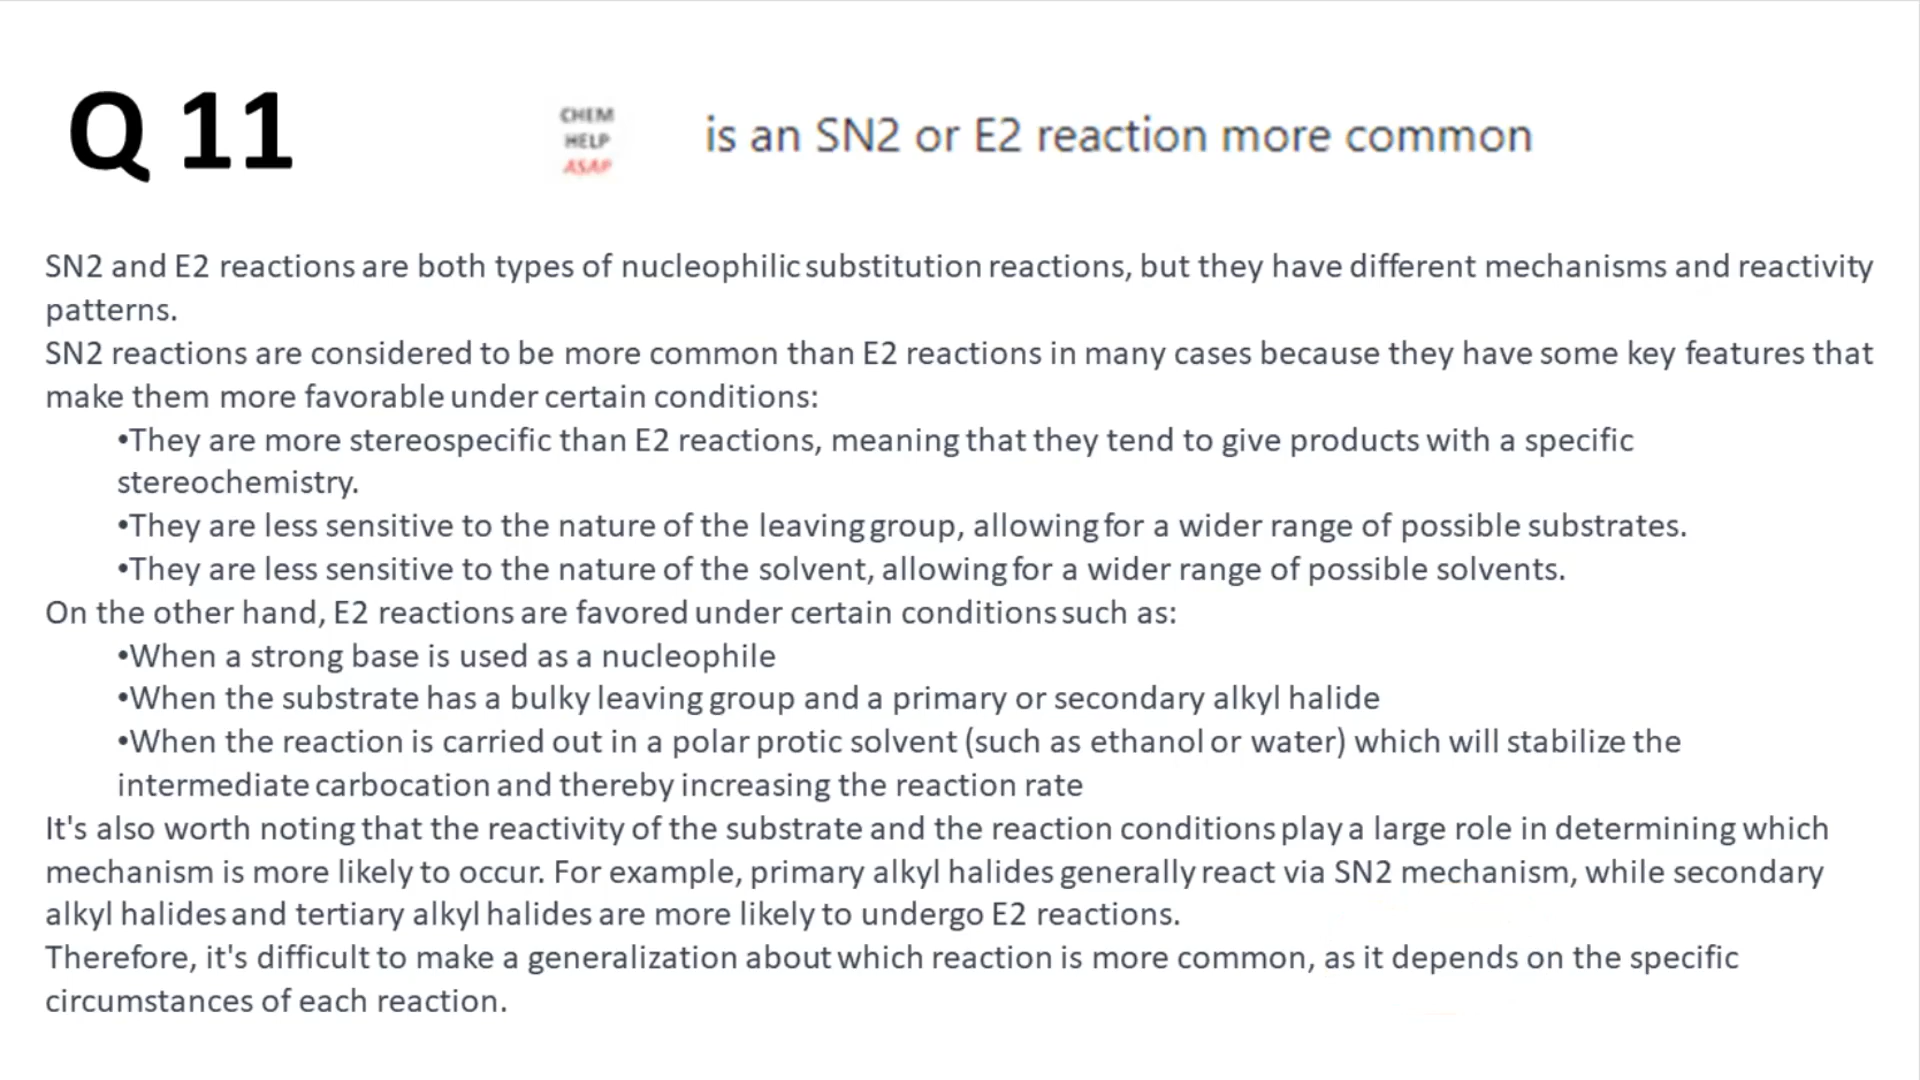 Q 11
CHEM
HELP
ASAP
is an SN2 or E2 reaction more common
SN2 and E2 reactions are both types of nucleophilic substitution reactions, but they have different mechanisms and reactivity
patterns.
SN2 reactions are considered to be more common than E2 reactions in many cases because they have some key features that
make them more favorable under certain conditions:
•They are more stereospecific than E2 reactions, meaning that they tend to give products with a specific
stereochemistry.
•They are less sensitive to the nature of the leaving group, allowing for a wider range of possible substrates.
•They are less sensitive to the nature of the solvent, allowing for a wider range of possible solvents.
On the other hand, E2 reactions are favored under certain conditions such as:
•When a strong base is used as a nucleophile
•When the substrate has a bulky leaving group and a primary or secondary alkyl halide
•When the reaction is carried out in a polar protic solvent (such as ethanol or water) which will stabilize the
intermediate carbocation and thereby increasing the reaction rate
It's also worth noting that the reactivity of the substrate and the reaction conditions play a large role in determining which
mechanism is more likely to occur. For example, primary alkyl halides generally react via SN2 mechanism, while secondary
alkyl halides and tertiary alkyl halides are more likely to undergo E2 reactions.
Therefore, it's difficult to make a generalization about which reaction is more common, as it depends on the specific
circumstances of each reaction.